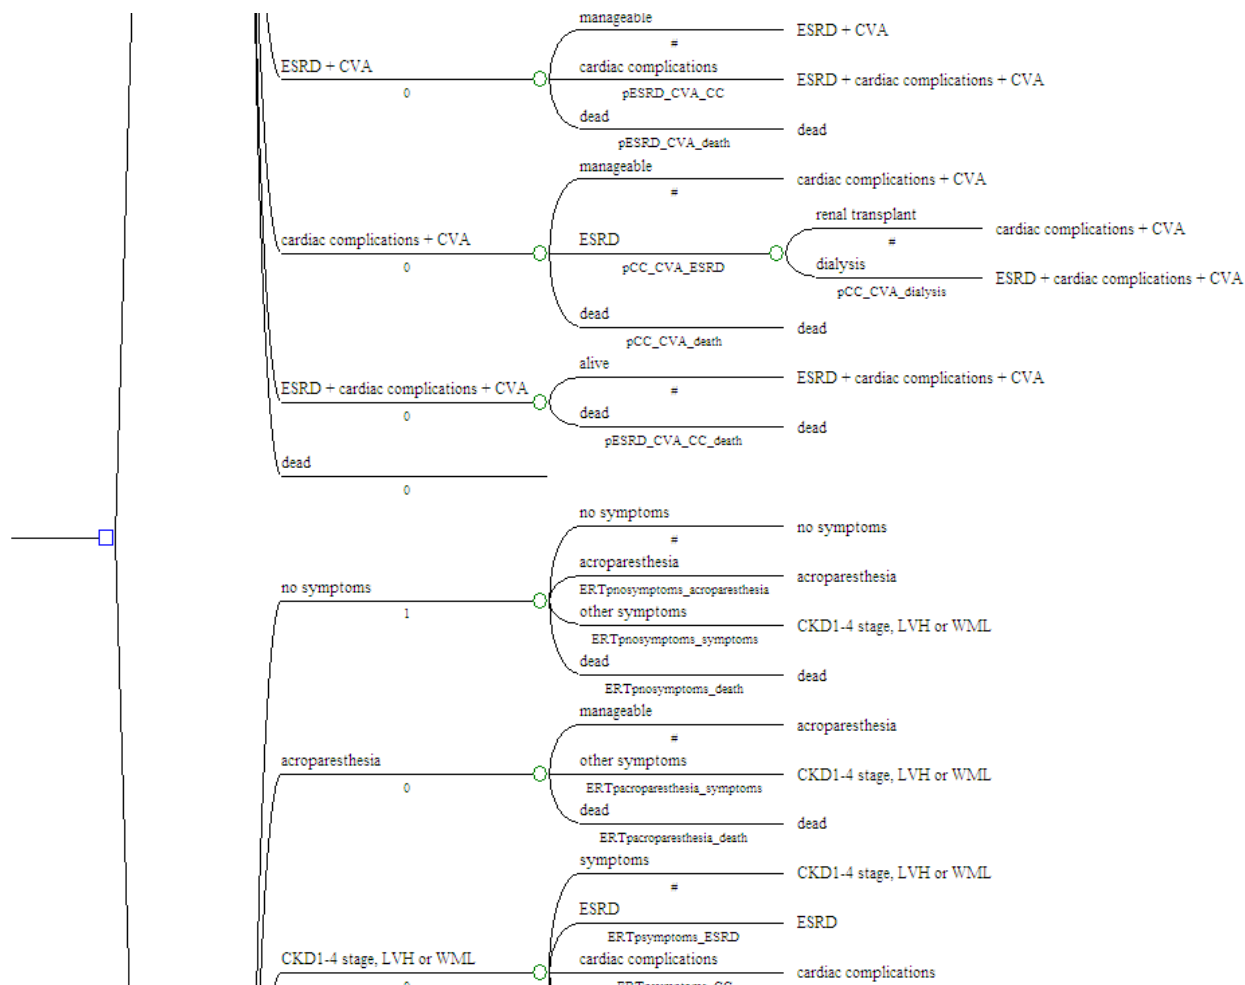 manageable
ESRD + CVA
#
ESRD + CVA
cardiac complications
ESRD + cardiac complications + CVA
0
pESRD_CVA_CC
dead
dead
pESRD_CVA_death
manageable
cardiac complications + CVA
#
renal transplant
cardiac complications + CVA
cardiac complications + CVA
ESRD
#
0
pCC_CVA_ESRD
dialysis
ESRD + cardiac complications + CVA
pCC_CVA_dialysis
dead
dead
pCC_CVA_death
alive
ESRD + cardiac complications + CVA
ESRD + cardiac complications + CVA
#
0
dead
dead
pESRD_CVA_CC_death
dead
0
no symptoms
no symptoms
#
acroparesthesia
acroparesthesia
no symptoms
ERTpnosymptoms_acroparesthesia
1
other symptoms
CKD1-4 stage, LVH or WML
ERTpnosymptoms_symptoms
dead
dead
ERTpnosymptoms_death
manageable
acroparesthesia
#
acroparesthesia
other symptoms
CKD1-4 stage, LVH or WML
0
ERTpacroparesthesia_symptoms
dead
dead
ERTpacroparesthesia_death
symptoms
CKD1-4 stage, LVH or WML
#
ESRD
ESRD
ERTpsymptoms_ESRD
CKD1-4 stage, LVH or WML
cardiac complications
cardiac complications